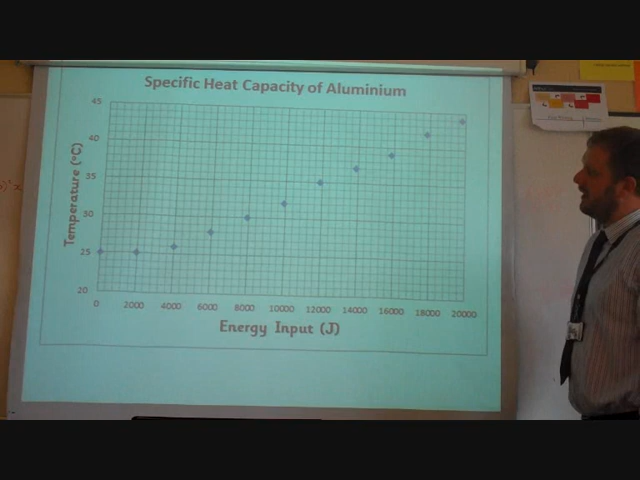 Specific Heat Capacity of Aluminium
45
40
35
30
25
20
Temperature (°C)
0 2000 4000 6000 8000 10000 12000 14000 16000 18000 20000
Energy Input (J)